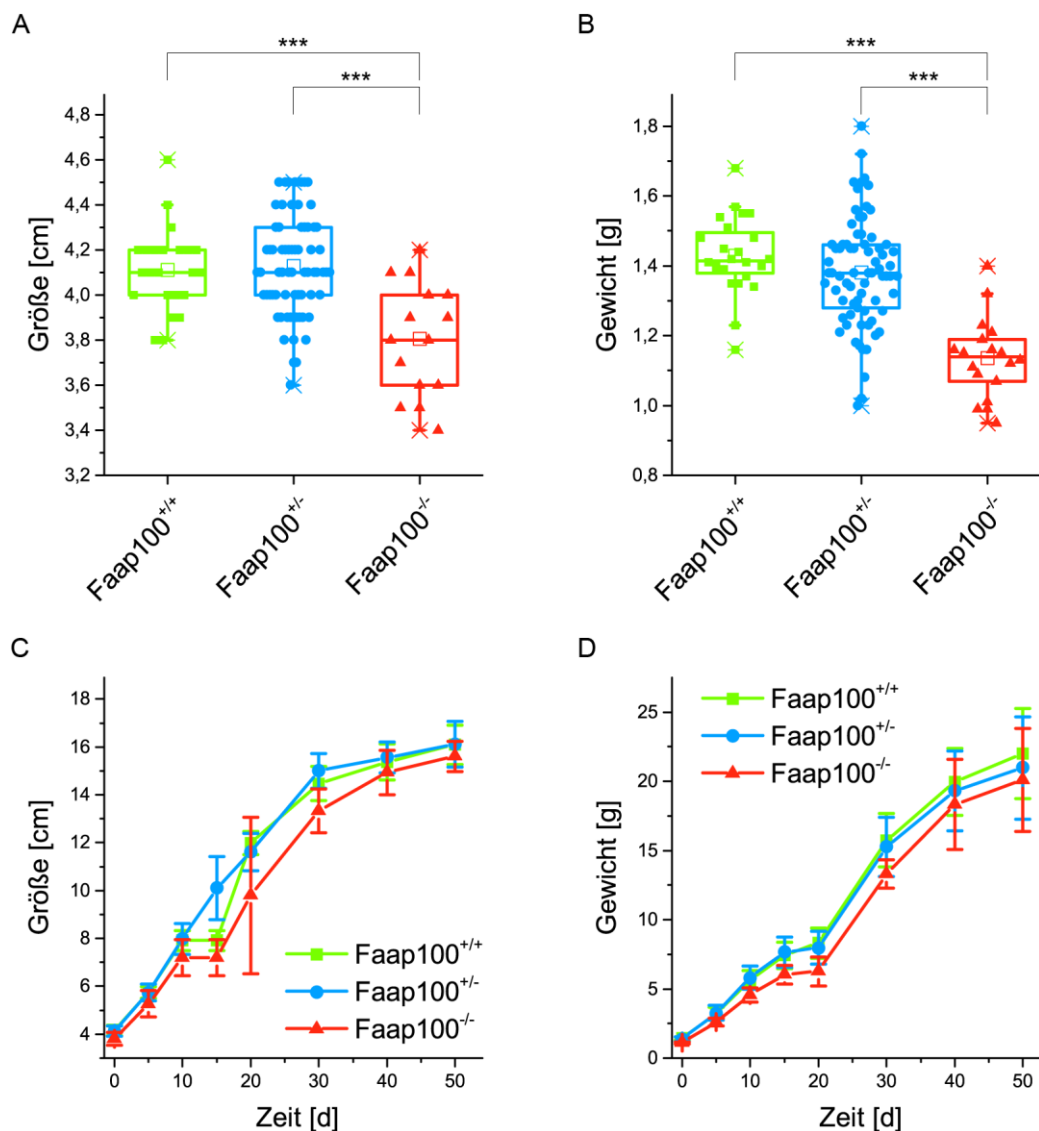 A
***
***
Größe [cm]
4,8
4,6
4,4
4,2
4,0
3,8
3,6
3,4
3,2
Faap100+/+
Faap100+/-
Faap100-/-
B
***
***
Gewicht [g]
1,8
1,6
1,4
1,2
1,0
0,8
Faap100+/+
Faap100+/-
Faap100-/-
C
Größe [cm]
18
16
14
12
10
8
6
4
Faap100+/+
Faap100+/-
Faap100-/-
0 10 20 30 40 50
Zeit [d]
D
Gewicht [g]
25
20
15
10
5
0
Faap100+/+
Faap100+/-
Faap100-/-
0 10 20 30 40 50
Zeit [d]